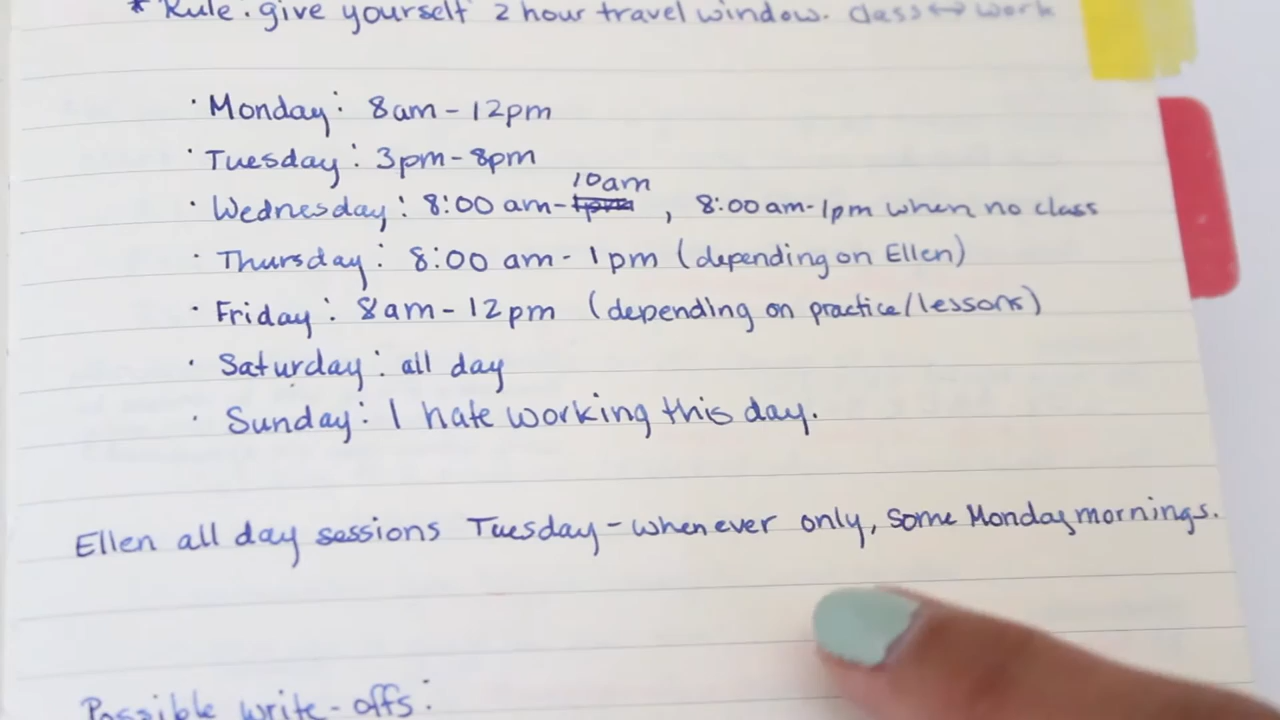 * Rule: give yourself 2 hour travel window. class ↔ work
· Monday: 8am - 12pm
· Tuesday: 3pm - 8pm
10am
· Wednesday: 8:00 am - 1pm, 8:00am-1pm when no class
· Thursday: 8:00 am - 1pm (depending on Ellen)
· Friday: 8am - 12pm (depending on practice/lessons)
· Saturday: all day
· Sunday: I hate working this day.
Ellen all day sessions Tuesday - whenever only, some Monday mornings.
Possible write-offs: